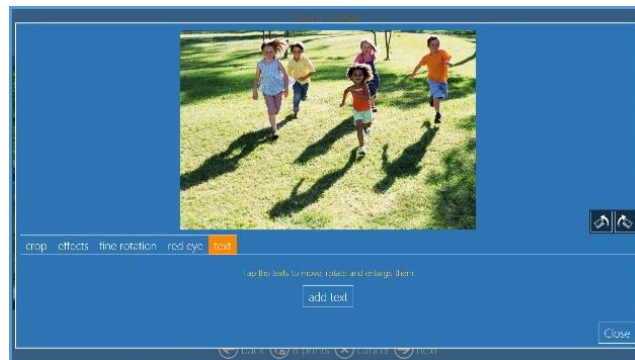 crop effects fine rotation red eye text
Tap the texts to move, rotate and enlarge them
add text
Close
back 8 prints cancel next